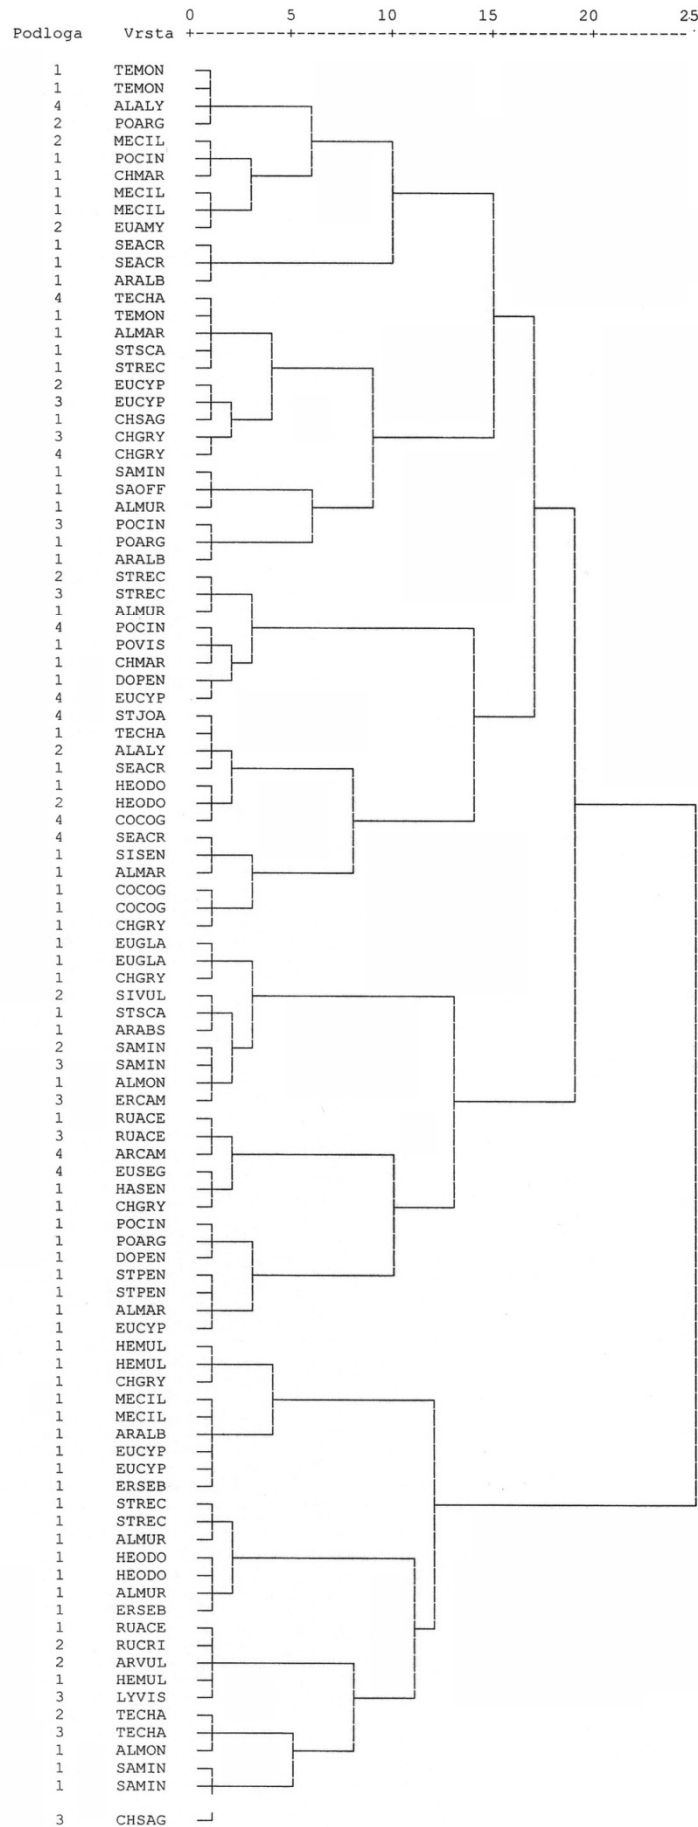 0 5 10 15 20 25
Podloga Vrsta +---------+---------+---------+---------+---------+
1 TEMON
1 TEMON
4 ALALY
2 POARG
2 MECIL
1 POCIN
1 CHMAR
1 MECIL
1 MECIL
2 EUAMY
1 SEACR
1 SEACR
1 ARALB
4 TECHA
1 TEMON
1 ALMAR
1 STSCA
1 STREC
2 EUCYP
3 EUCYP
1 CHSAG
3 CHGRY
4 CHGRY
1 SAMIN
1 SAOFF
1 ALMUR
3 POCIN
1 POARG
1 ARALB
2 STREC
3 STREC
1 ALMUR
4 POCIN
1 POVIS
1 CHMAR
1 DOPEN
4 EUCYP
4 STJOA
1 TECHA
2 ALALY
1 SEACR
1 HEODO
2 HEODO
4 COCOG
4 SEACR
1 SISEN
1 ALMAR
1 COCOG
1 COCOG
1 CHGRY
1 EUGLA
1 EUGLA
1 CHGRY
2 SIVUL
1 STSCA
1 ARABS
2 SAMIN
3 SAMIN
1 ALMON
3 ERCAM
1 RUACE
3 RUACE
4 ARCAM
4 EUSEG
1 HASEN
1 CHGRY
1 POCIN
1 POARG
1 DOPEN
1 STPEN
1 STPEN
1 ALMAR
1 EUCYP
1 HEMUL
1 HEMUL
1 CHGRY
1 MECIL
1 MECIL
1 ARALB
1 EUCYP
1 EUCYP
1 ERSEB
1 STREC
1 STREC
1 ALMUR
1 HEODO
1 HEODO
1 ALMUR
1 ERSEB
1 RUACE
2 RUCRI
2 ARVUL
1 HEMUL
3 LYVIS
2 TECHA
3 TECHA
1 ALMON
1 SAMIN
1 SAMIN
3 CHSAG